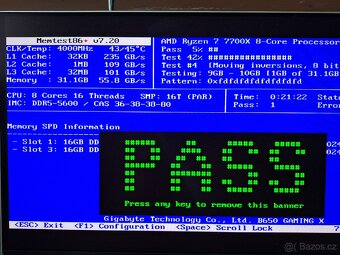 Memtest86+ v7.20
AMD Ryzen 7 7700X 8-Core Processor
CLK/Temp: 4000MHz 43/45°C
Pass 5% ##
L1 Cache: 32KB 235 GB/s
Test 42% ################
L2 Cache: 1MB 109 GB/s
Test #4 [Moving inversions, 8 bit
L3 Cache: 32MB 101 GB/s
Testing: 9GB - 10GB [1GB of 31.1GB
Memory : 31.1GB 55.8 GB/s
Pattern: 0xfdfdfdfdfdfdfdfd
CPU: 8 Cores 16 Threads SMP: 16T (PAR)
Time: 0:21:22
IMC: DDR5-5600 / CAS 36-38-38-80
Pass: 1
Errors:
Memory SPD Information
- Slot 1: 16GB DD
- Slot 3: 16GB DD
024
PASS
Press any key to remove this banner
Gigabyte Technology Co., Ltd. B650 GAMING X
<ESC> Exit <F1> Configuration <Space> Scroll Lock
7
bazos.cz